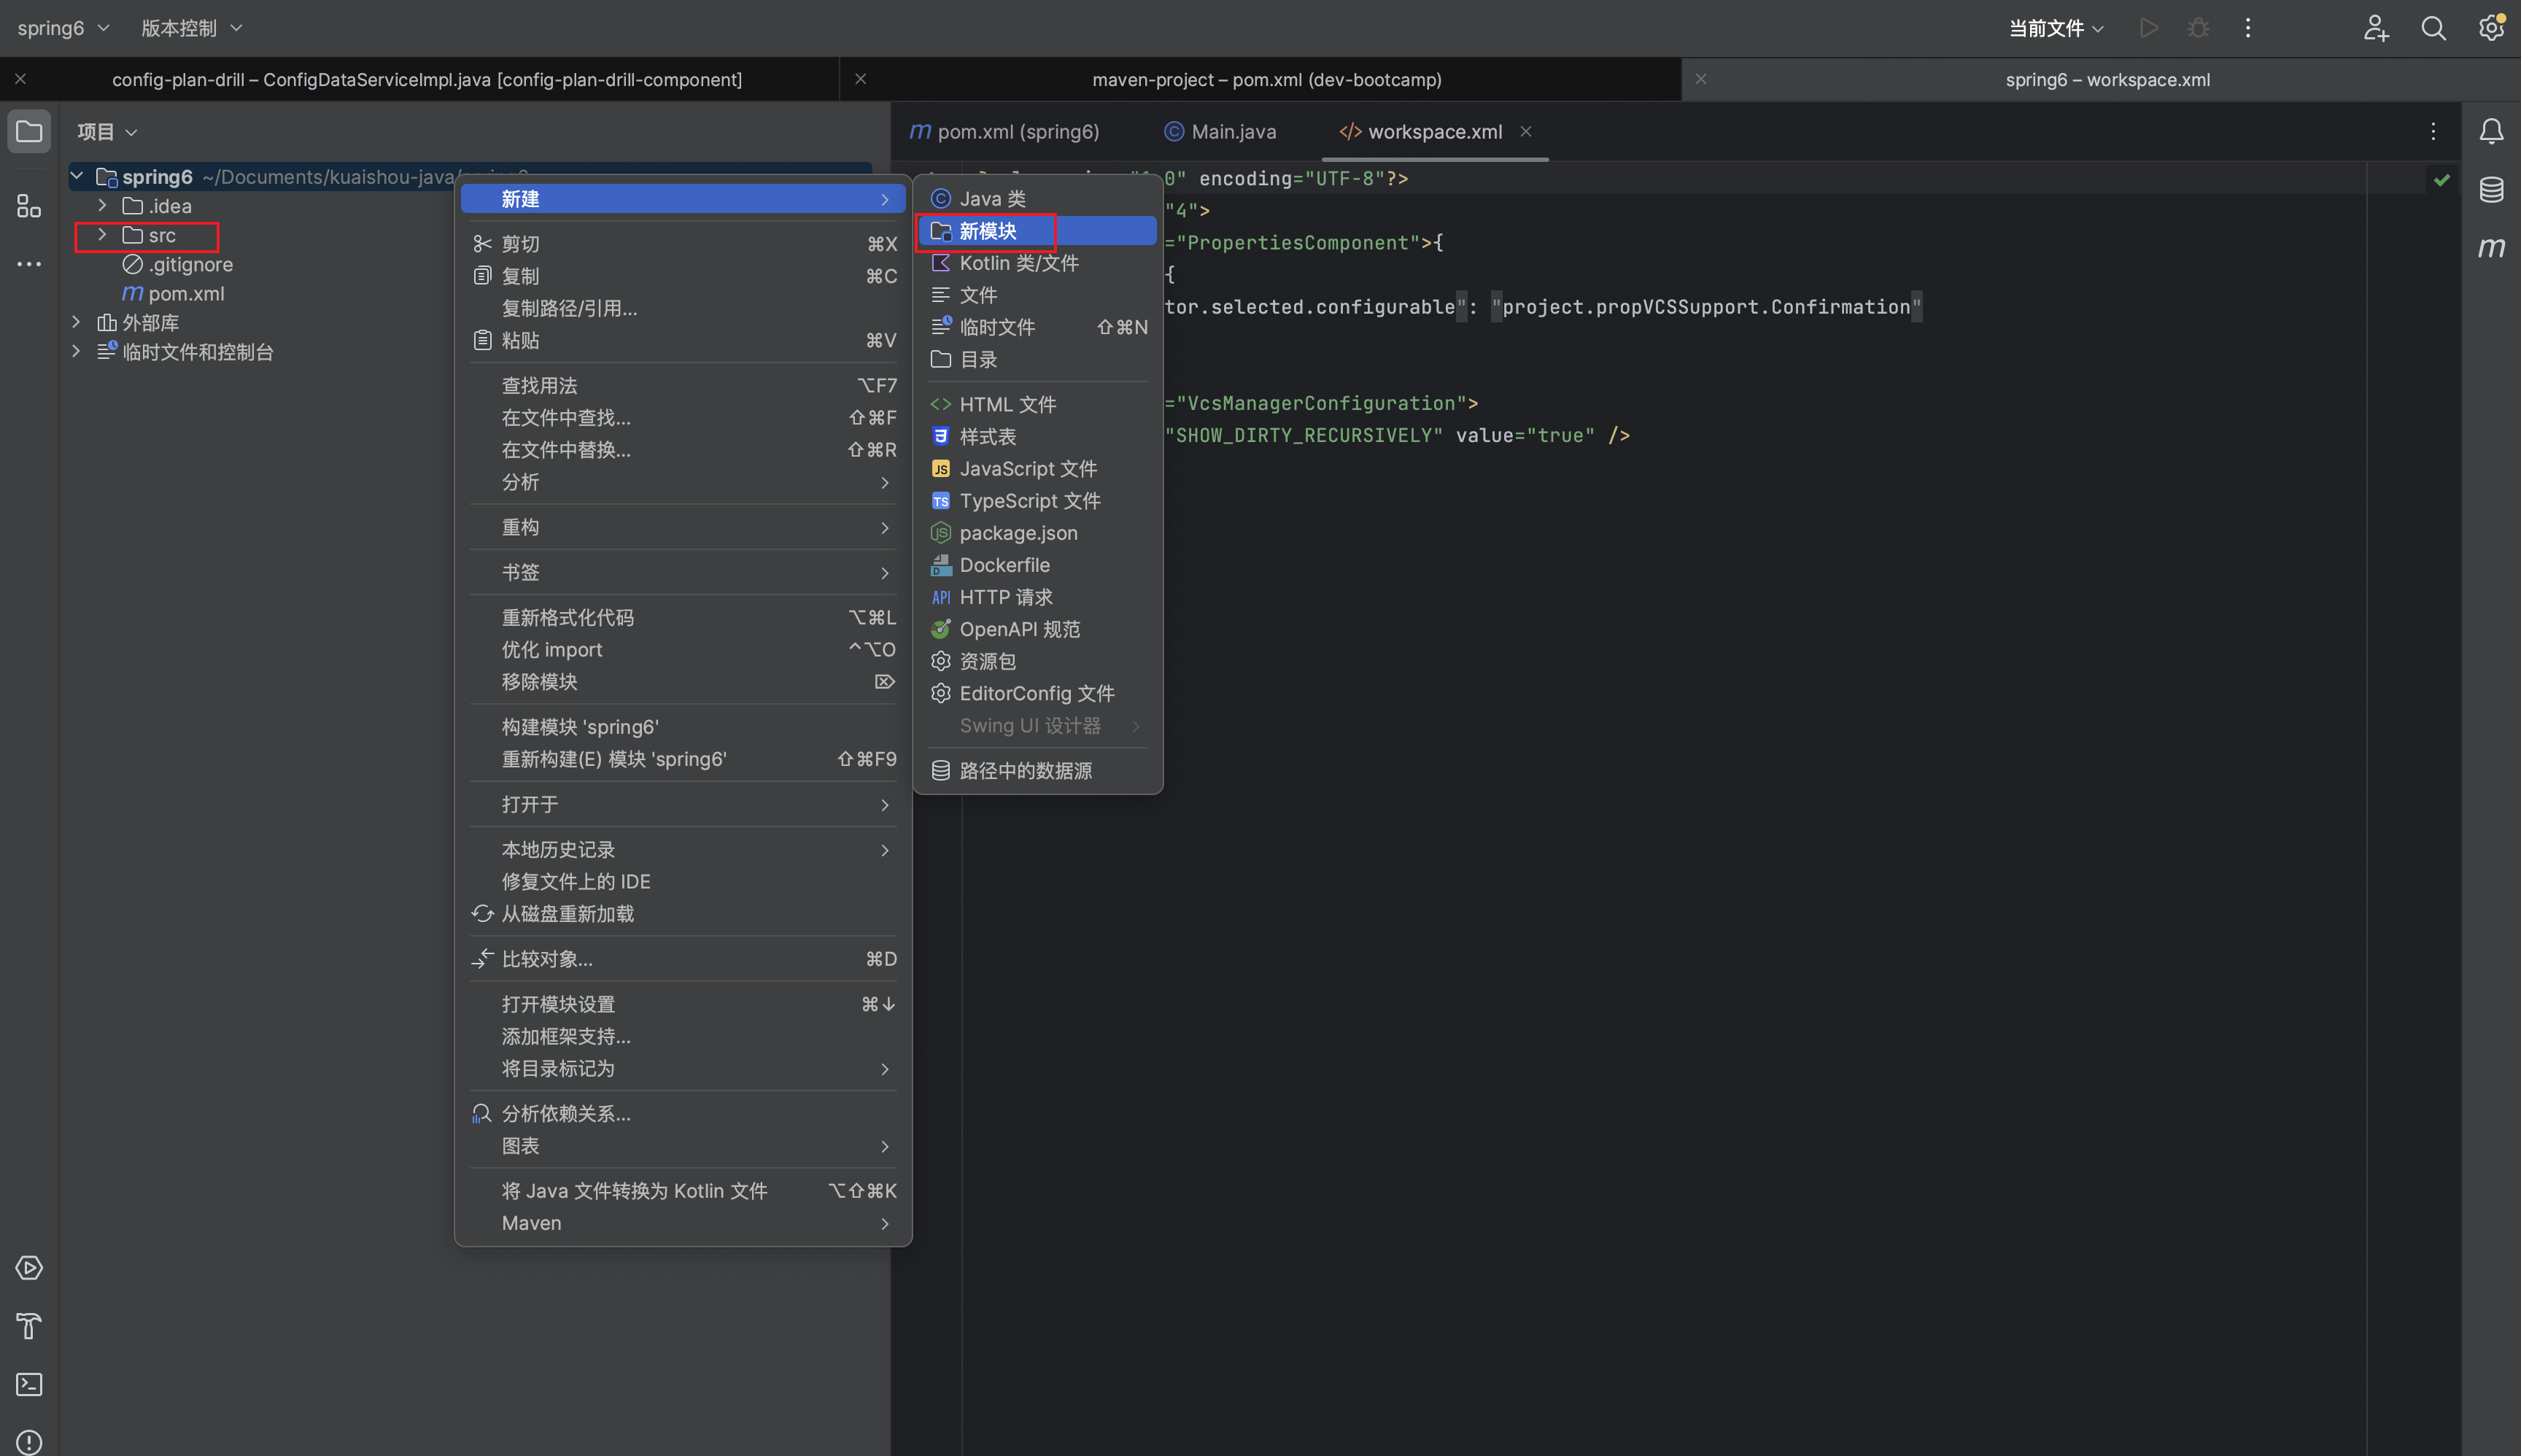 spring6
版本控制
当前文件
config-plan-drill – ConfigDataServiceImpl.java [config-plan-drill-component]
maven-project – pom.xml (dev-bootcamp)
spring6 – workspace.xml
项目
spring6 ~/Documents/kuaishou-java/
.idea
src
.gitignore
pom.xml
外部库
临时文件和控制台
新建
剪切 ⌘X
复制 ⌘C
复制路径/引用...
粘贴 ⌘V
查找用法 ⌥F7
在文件中查找... ⇧⌘F
在文件中替换... ⇧⌘R
分析
重构
书签
重新格式化代码 ⌥⌘L
优化 import ⌃⌥O
移除模块 ⌦
构建模块 'spring6'
重新构建(E) 模块 'spring6' ⇧⌘F9
打开于
本地历史记录
修复文件上的 IDE
从磁盘重新加载
比较对象... ⌘D
打开模块设置 ⌘↓
添加框架支持...
将目录标记为
分析依赖关系...
图表
将 Java 文件转换为 Kotlin 文件 ⌥⇧⌘K
Maven
Java 类
新模块
Kotlin 类/文件
文件
临时文件 ⇧⌘N
目录
HTML 文件
样式表
JavaScript 文件
TypeScript 文件
package.json
Dockerfile
HTTP 请求
OpenAPI 规范
资源包
EditorConfig 文件
Swing UI 设计器
路径中的数据源
pom.xml (spring6)
Main.java
workspace.xml
0" encoding="UTF-8"?>
"4">
="PropertiesComponent">{
{
tor.selected.configurable": "project.propVCSSupport.Confirmation"
="VcsManagerConfiguration">
"SHOW_DIRTY_RECURSIVELY" value="true" />